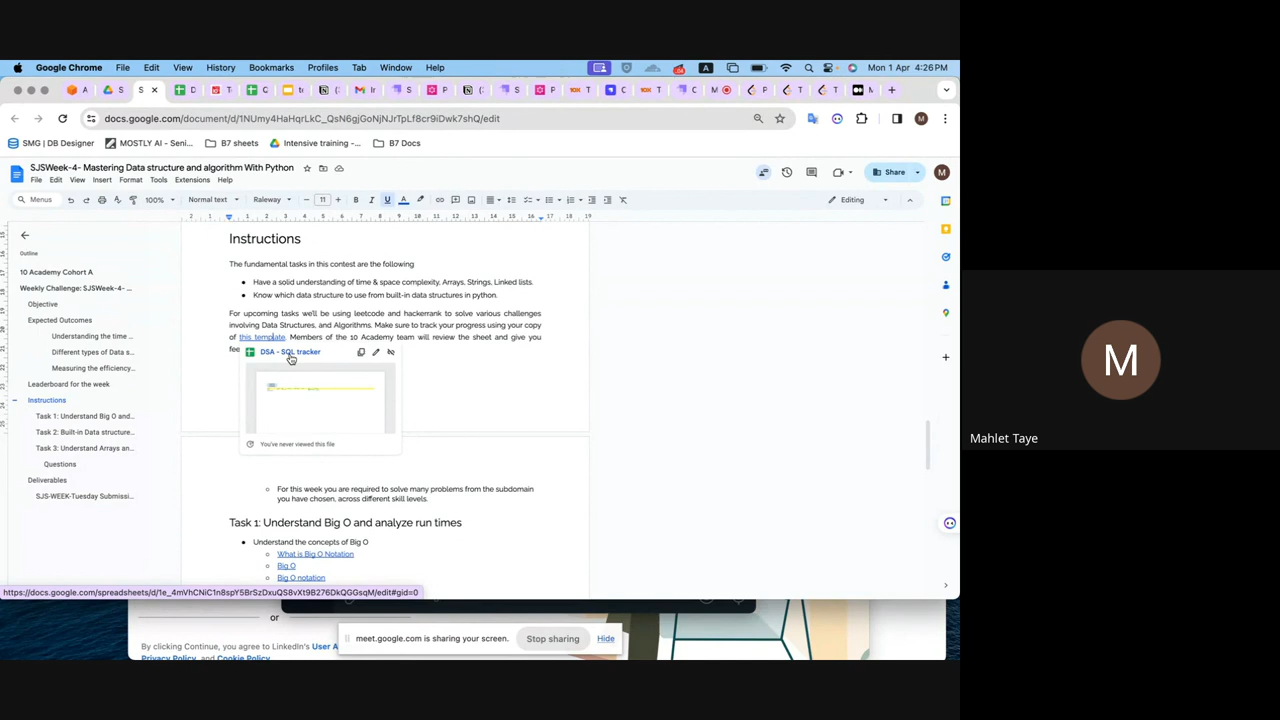 Google Chrome File Edit View History Bookmarks Profiles Tab Window Help
Mon 1 Apr 4:26 PM
docs.google.com/document/d/1NUmy4HaHqrLkC_QsN6gjGoNjNJrTpLf8cr9iDwk7shQ/edit
SMG | DB Designer MOSTLY AI - Seni... B7 sheets Intensive training -... B7 Docs
SJSWeek-4- Mastering Data structure and algorithm With Python
File Edit View Insert Format Tools Extensions Help
Share
M
Menus 100% Normal text Raleway 11 Editing
Outline
10 Academy Cohort A
Weekly Challenge: SJSWeek-4- ...
Objective
Expected Outcomes
Understanding the time ...
Different types of Data s...
Measuring the efficiency...
Leaderboard for the week
Instructions
Task 1: Understand Big O and...
Task 2: Built-in Data structure...
Task 3: Understand Arrays an...
Questions
Deliverables
SJS-WEEK-Tuesday Submissi...
Instructions
The fundamental tasks in this contest are the following
Have a solid understanding of time & space complexity, Arrays, Strings, Linked lists.
Know which data structure to use from built-in data structures in python.
For upcoming tasks we'll be using leetcode and hackerrank to solve various challenges
involving Data Structures, and Algorithms. Make sure to track your progress using your copy
of this template. Members of the 10 Academy team will review the sheet and give you
fee
DSA - SQL tracker
You've never viewed this file
For this week you are required to solve many problems from the subdomain
you have chosen, across different skill levels.
Task 1: Understand Big O and analyze run times
Understand the concepts of Big O
What is Big O Notation
Big O
Big O notation
https://docs.google.com/spreadsheets/d/1e_4mVhCNiC1n8spY5BrSzDxuQS8vXt9B276DkQGGsqM/edit#gid=0
or
meet.google.com is sharing your screen. Stop sharing Hide
By clicking Continue, you agree to LinkedIn's User A
Privacy Policy, and Cookie Policy.
M
Mahlet Taye